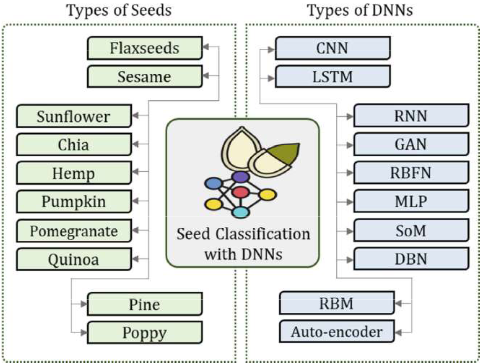 Types of Seeds
Types of DNNs
Flaxseeds
Sesame
Sunflower
Chia
Hemp
Pumpkin
Pomegranate
Quinoa
Pine
Poppy
Seed Classification
with DNNs
CNN
LSTM
RNN
GAN
RBFN
MLP
SoM
DBN
RBM
Auto-encoder